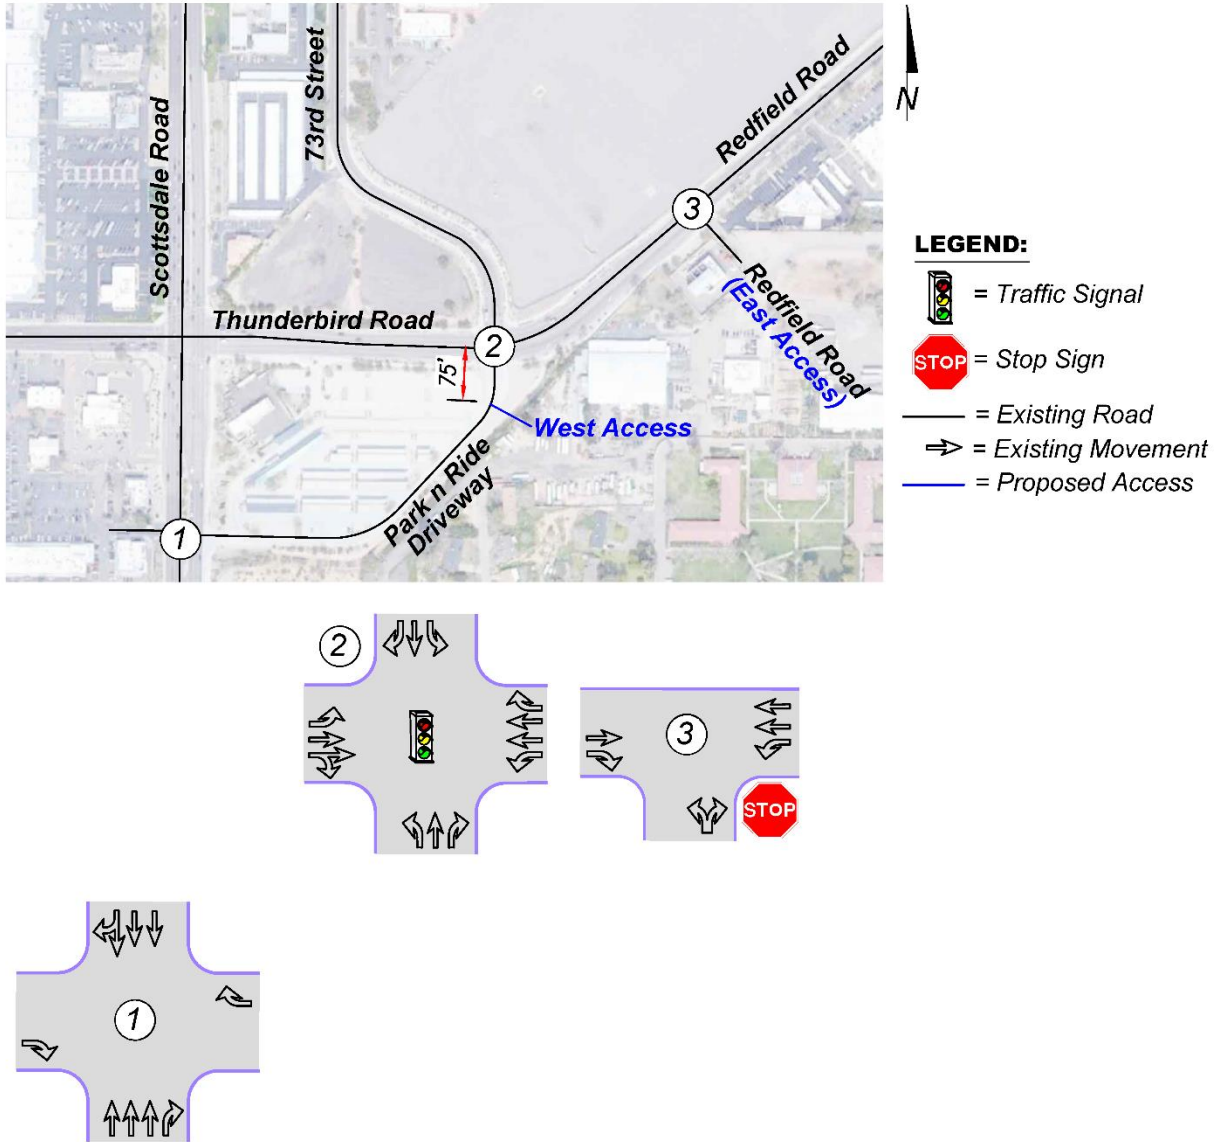 Scottsdale Road
73rd Street
Redfield Road
N
3
Redfield Road
(East Access)
Thunderbird Road
2
75'
West Access
Park n Ride
Driveway
1
LEGEND:
= Traffic Signal
STOP = Stop Sign
= Existing Road
= Existing Movement
= Proposed Access
2
3
STOP
1